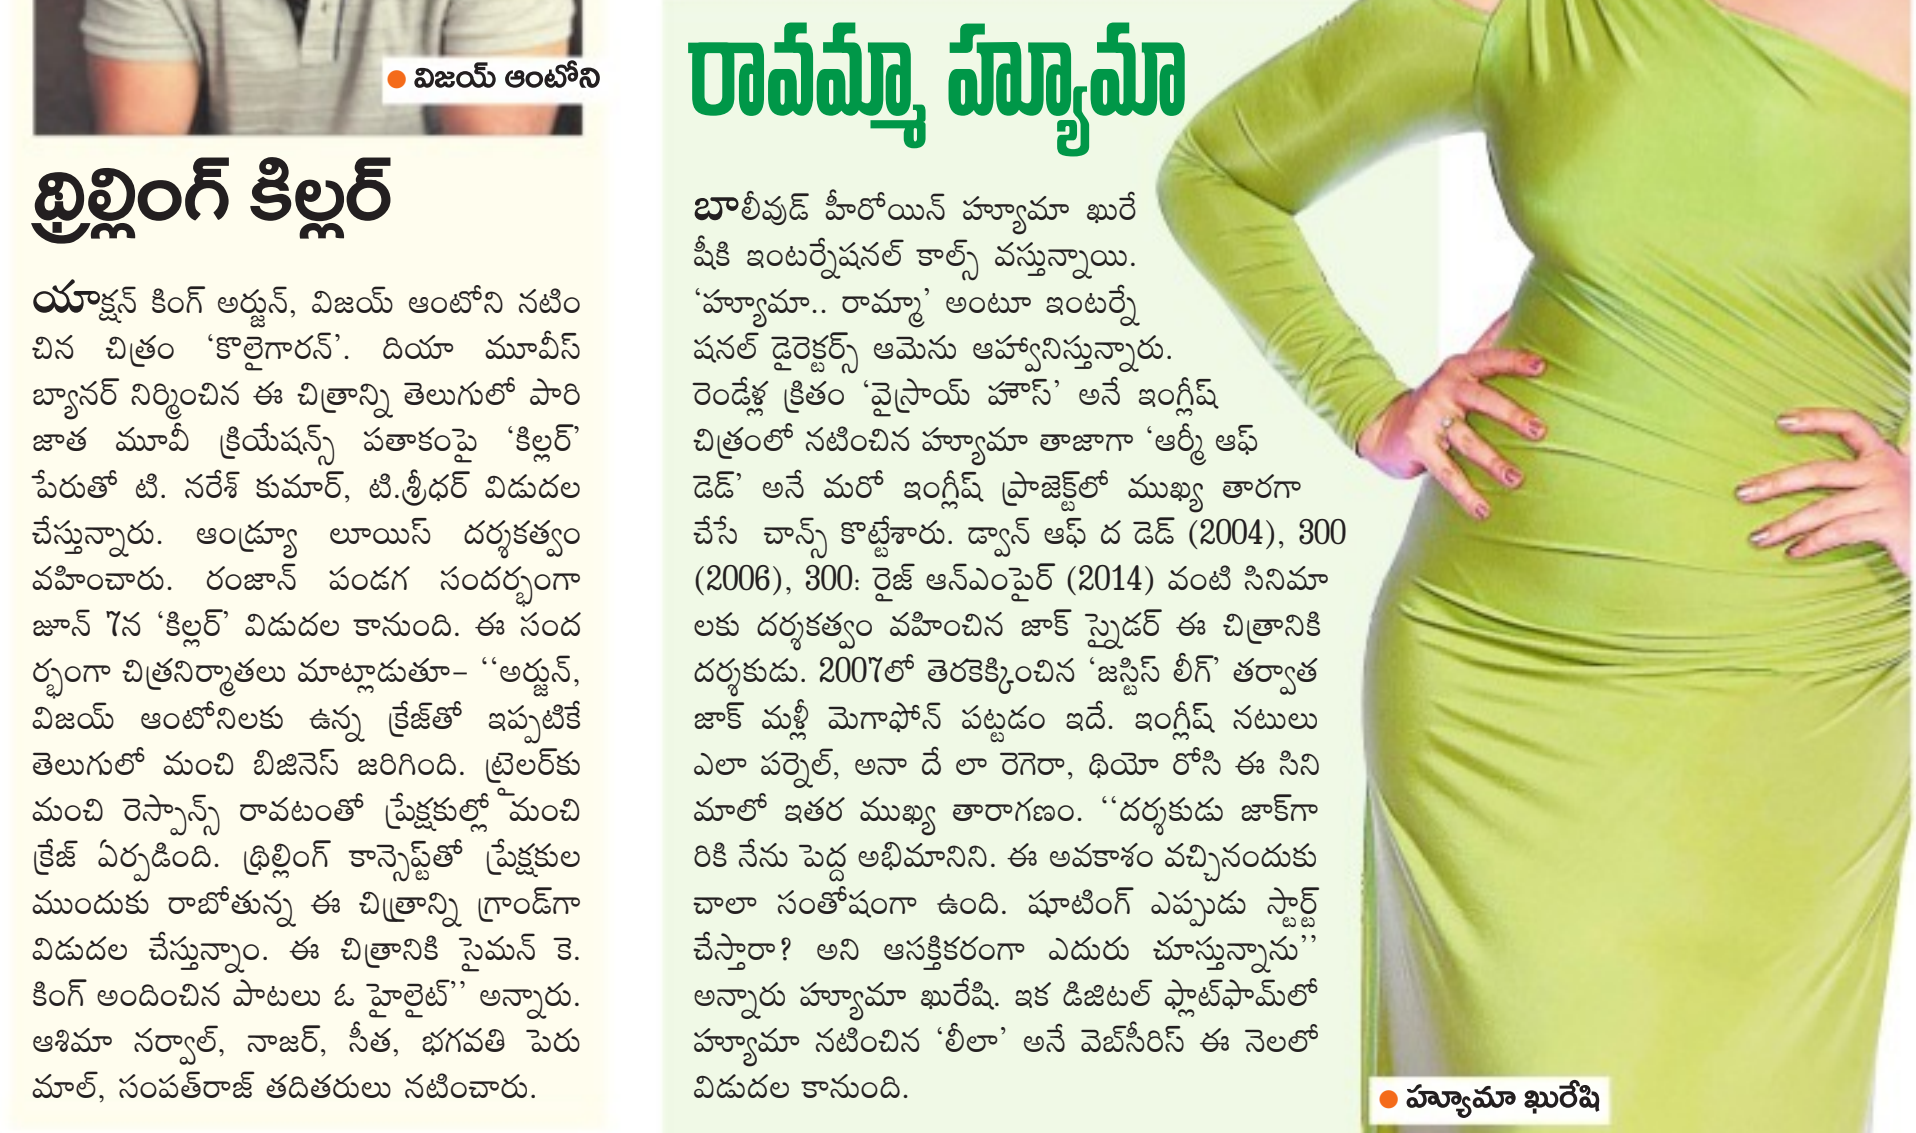 విజయ్ ఆంటోని
థ్రిల్లింగ్ కిల్లర్
యాక్షన్ కింగ్ అర్జున్, విజయ్ ఆంటోని నటిం
చిన చిత్రం ‘కొలైగారన్’. దియా మూవీస్
బ్యానర్ నిర్మించిన ఈ చిత్రాన్ని తెలుగులో పారి
జాత మూవీ క్రియేషన్స్ పతాకంపై ‘కిల్లర్’
పేరుతో టి. నరేశ్ కుమార్, టి.శ్రీధర్ విడుదల
చేస్తున్నారు. ఆండ్ర్యూ లూయిస్ దర్శకత్వం
వహించారు. రంజాన్ పండగ సందర్భంగా
జూన్ 7న ‘కిల్లర్’ విడుదల కానుంది. ఈ సంద
ర్భంగా చిత్రనిర్మాతలు మాట్లాడుతూ– ‘‘అర్జున్,
విజయ్ ఆంటోనిలకు ఉన్న క్రేజ్‌తో ఇప్పటికే
తెలుగులో మంచి బిజినెస్ జరిగింది. ట్రైలర్‌కు
మంచి రెస్పాన్స్ రావటంతో ప్రేక్షకుల్లో మంచి
క్రేజ్ ఏర్పడింది. థ్రిల్లింగ్ కాన్సెప్ట్‌తో ప్రేక్షకుల
ముందుకు రాబోతున్న ఈ చిత్రాన్ని గ్రాండ్‌గా
విడుదల చేస్తున్నాం. ఈ చిత్రానికి సైమన్ కె.
కింగ్ అందించిన పాటలు ఓ హైలైట్’’ అన్నారు.
ఆశిమా నర్వాల్, నాజర్, సీత, భగవతి పెరు
మాల్, సంపత్‌రాజ్ తదితరులు నటించారు.
రావమ్మా హ్యూమా
బాలీవుడ్ హీరోయిన్ హ్యూమా ఖురే
షీకి ఇంటర్నేషనల్ కాల్స్ వస్తున్నాయి.
‘హ్యూమా.. రామ్మా’ అంటూ ఇంటర్నే
షనల్ డైరెక్టర్స్ ఆమెను ఆహ్వానిస్తున్నారు.
రెండేళ్ల క్రితం ‘వైస్రాయ్ హౌస్’ అనే ఇంగ్లీష్
చిత్రంలో నటించిన హ్యూమా తాజాగా ‘ఆర్మీ ఆఫ్
డెడ్’ అనే మరో ఇంగ్లీష్ ప్రాజెక్ట్‌లో ముఖ్య తారగా
చేసే చాన్స్ కొట్టేశారు. డ్వాన్ ఆఫ్ ద డెడ్ (2004), 300
(2006), 300: రైజ్ ఆన్‌ఎంపైర్ (2014) వంటి సినిమా
లకు దర్శకత్వం వహించిన జాక్ స్నైడర్ ఈ చిత్రానికి
దర్శకుడు. 2007లో తెరకెక్కించిన ‘జస్టిస్ లీగ్’ తర్వాత
జాక్ మళ్లీ మెగాఫోన్ పట్టడం ఇదే. ఇంగ్లీష్ నటులు
ఎలా పర్నెల్, అనా దే లా రెగెరా, థియో రోసి ఈ సిని
మాలో ఇతర ముఖ్య తారాగణం. ‘‘దర్శకుడు జాక్‌గా
రికి నేను పెద్ద అభిమానిని. ఈ అవకాశం వచ్చినందుకు
చాలా సంతోషంగా ఉంది. షూటింగ్ ఎప్పుడు స్టార్ట్
చేస్తారా? అని ఆసక్తికరంగా ఎదురు చూస్తున్నాను’’
అన్నారు హ్యూమా ఖురేషి. ఇక డిజిటల్ ఫ్లాట్‌ఫామ్‌లో
హ్యూమా నటించిన ‘లీలా’ అనే వెబ్‌సీరిస్ ఈ నెలలో
విడుదల కానుంది.
హ్యూమా ఖురేషి